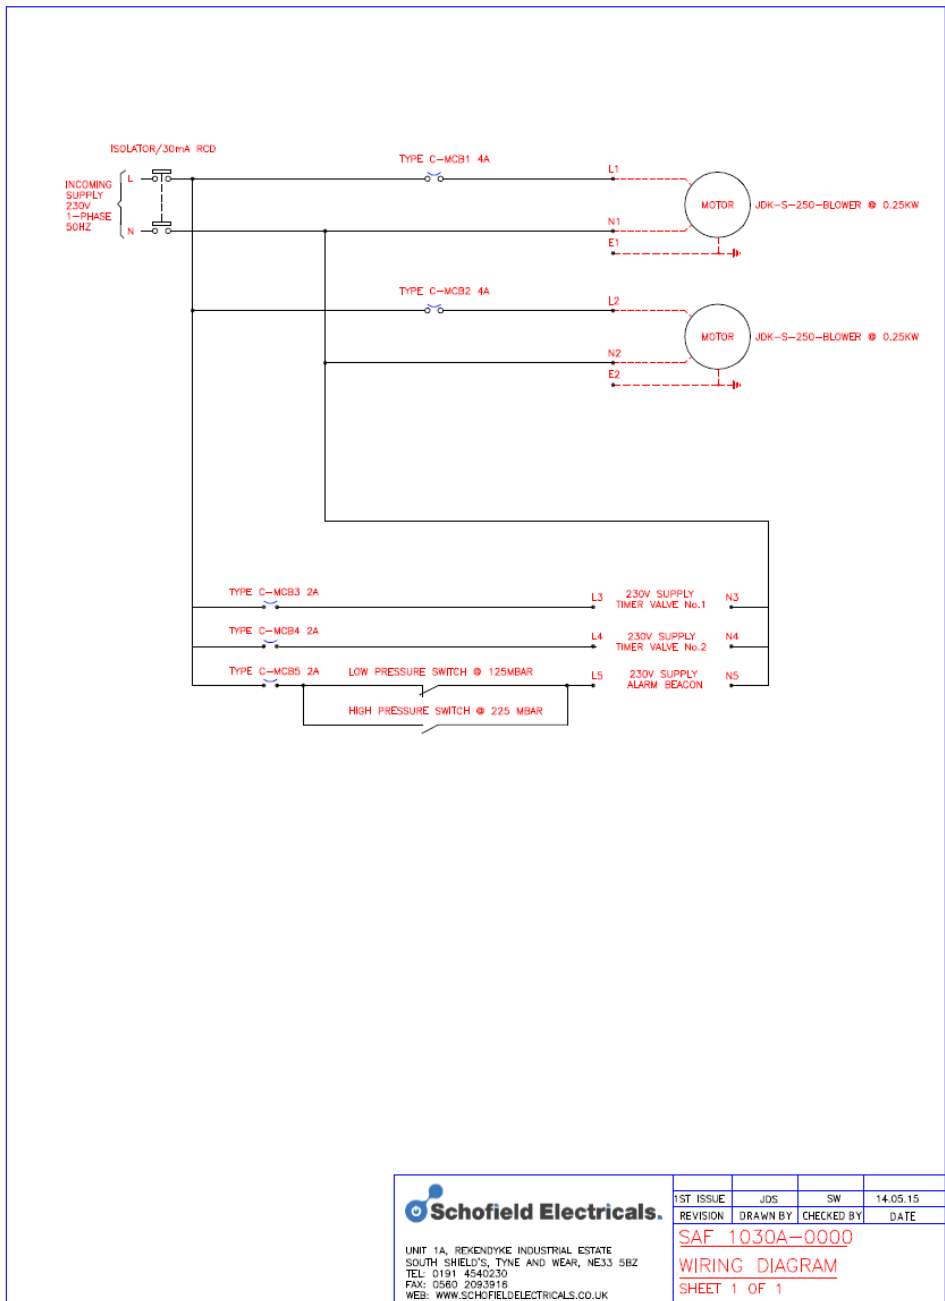 ISOLATOR/30mA RCD
INCOMING
SUPPLY
230V
1-PHASE
50HZ
L
N
TYPE C-MCB1 4A
L1
N1
E1
MOTOR
JDK-S-250-BLOWER @ 0.25KW
TYPE C-MCB2 4A
L2
N2
E2
MOTOR
JDK-S-250-BLOWER @ 0.25KW
TYPE C-MCB3 2A
L3
230V SUPPLY
TIMER VALVE No.1
N3
TYPE C-MCB4 2A
L4
230V SUPPLY
TIMER VALVE No.2
N4
TYPE C-MCB5 2A
LOW PRESSURE SWITCH @ 125MBAR
L5
230V SUPPLY
ALARM BEACON
N5
HIGH PRESSURE SWITCH @ 225 MBAR
Schofield Electricals.
UNIT 1A, REKENDYKE INDUSTRIAL ESTATE
SOUTH SHIELD'S, TYNE AND WEAR, NE33 5BZ
TEL: 0191 4540230
FAX: 0560 2093916
WEB: WWW.SCHOFIELDELECTRICALS.CO.UK
1ST ISSUE JDS SW 14.05.15
REVISION DRAWN BY CHECKED BY DATE
SAF 1030A-0000
WIRING DIAGRAM
SHEET 1 OF 1